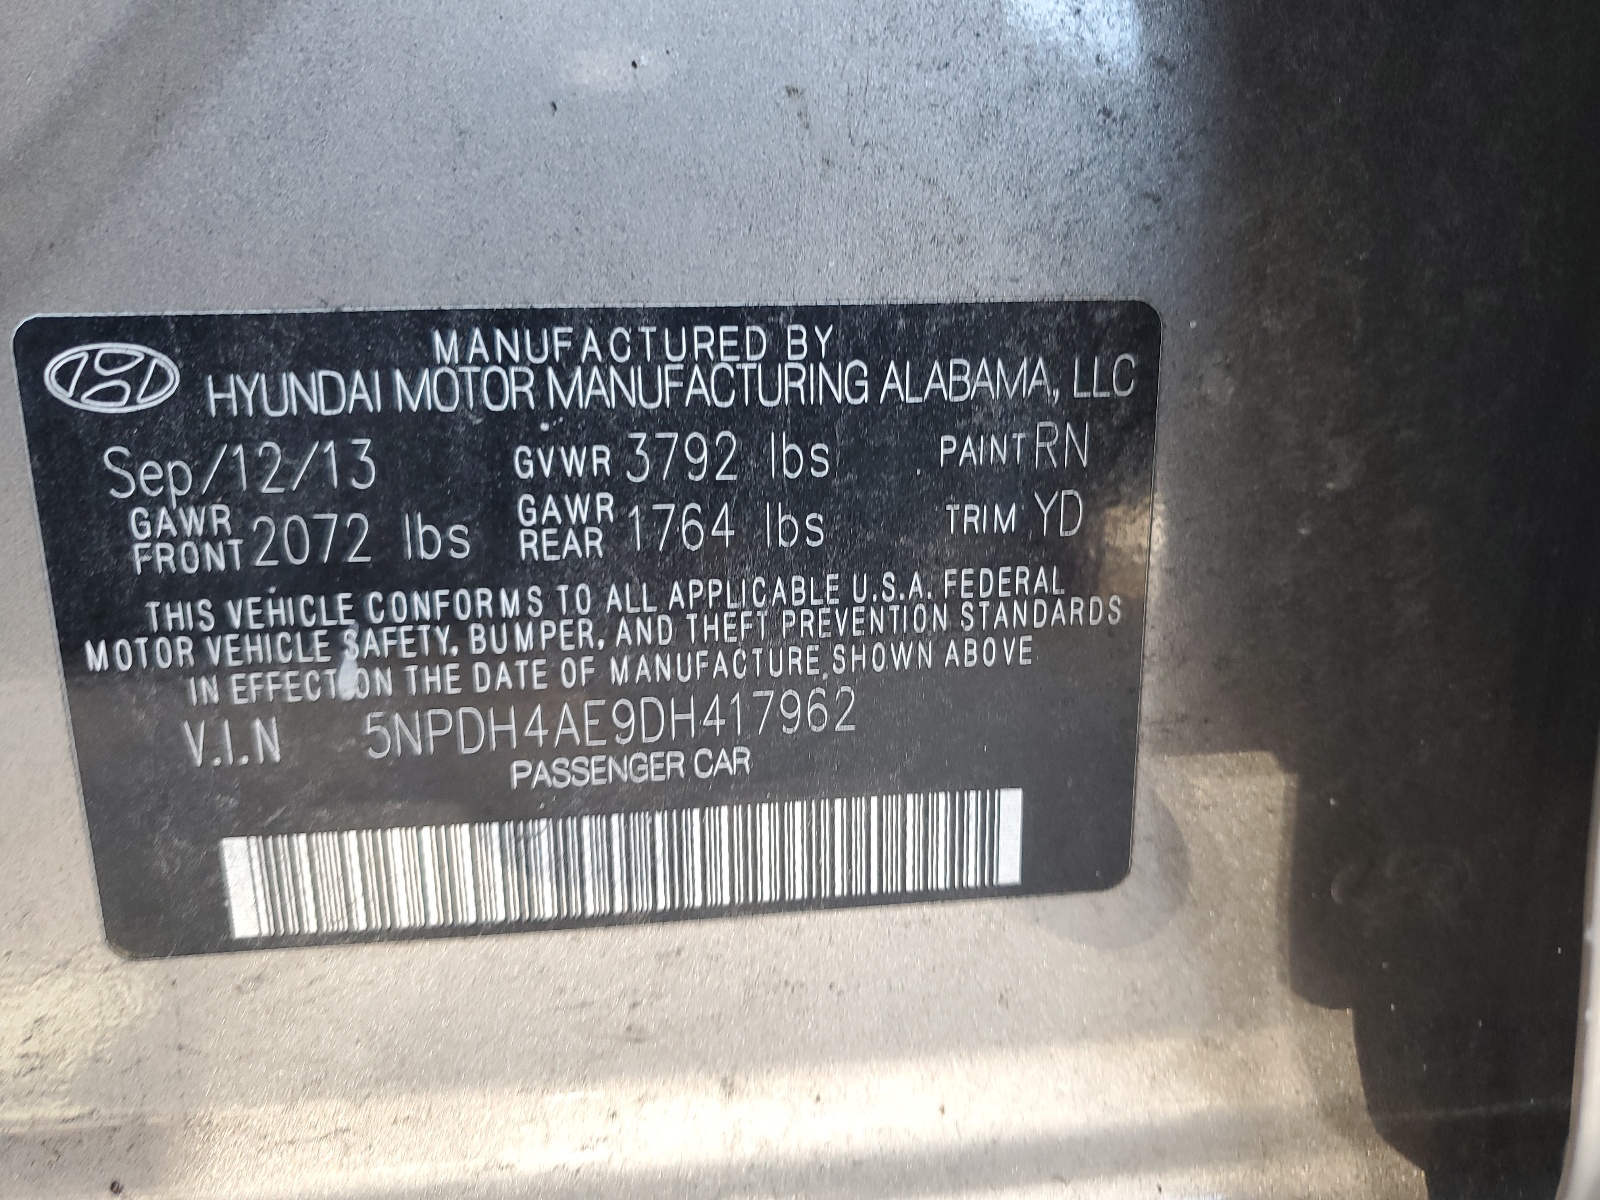 MANUFACTURED BY
HYUNDAI MOTOR MANUFACTURING ALABAMA, LLC
Sep/12/13 GVWR 3792 lbs PAINT RN
GAWR FRONT 2072 lbs GAWR REAR 1764 lbs TRIM YD
THIS VEHICLE CONFORMS TO ALL APPLICABLE U.S.A. FEDERAL
MOTOR VEHICLE SAFETY, BUMPER, AND THEFT PREVENTION STANDARDS
IN EFFECT ON THE DATE OF MANUFACTURE SHOWN ABOVE
V.I.N 5NPDH4AE9DH417962
PASSENGER CAR